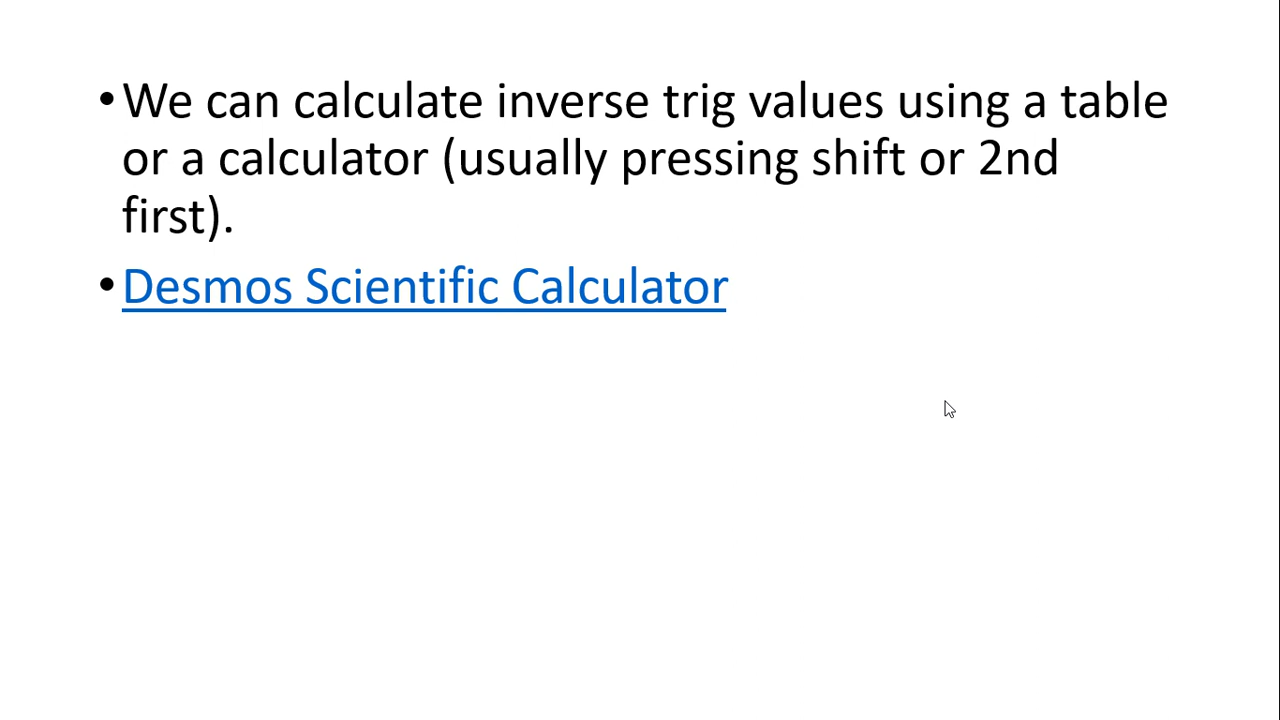 •We can calculate inverse trig values using a table
or a calculator (usually pressing shift or 2nd
first).
•Desmos Scientific Calculator